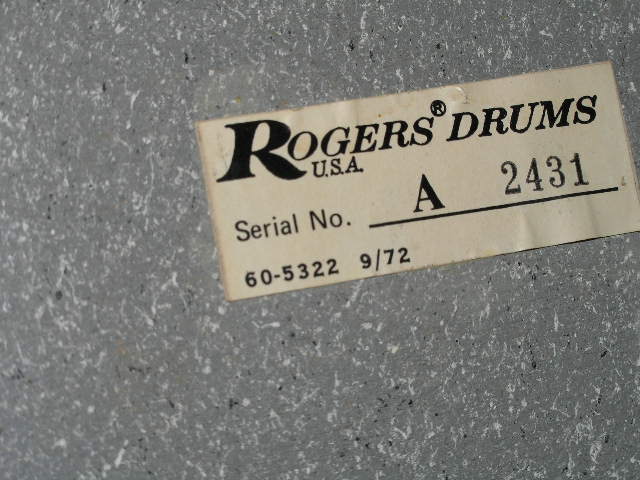 ROGERS® DRUMS
U.S.A.
Serial No. A 2431
60-5322 9/72